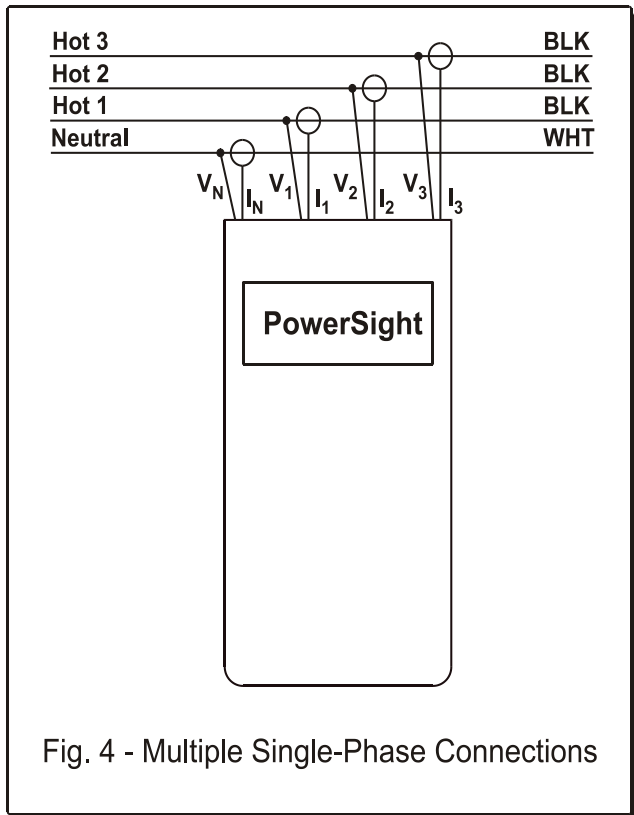 Hot 3 BLK
Hot 2 BLK
Hot 1 BLK
Neutral WHT
VN IN V1 I1 V2 I2 V3 I3
PowerSight
Fig. 4 - Multiple Single-Phase Connections